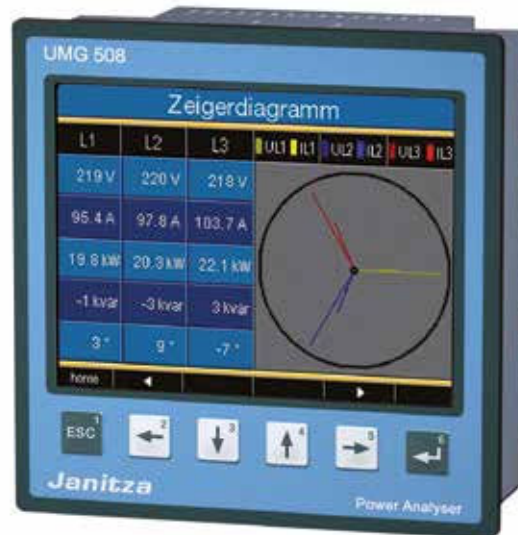 UMG 508
Zeigerdiagramm
L1 L2 L3 UL1 IL1 UL2 IL2 UL3 IL3
219 V 220 V 218 V
95.4 A 97.8 A 103.7 A
19.8 kW 20.3 kW 22.1 kW
-1 kvar -3 kvar 3 kvar
3 ° 9 ° -7 °
home
ESC 1 2 3 4 5 6
Janitza
Power Analyser